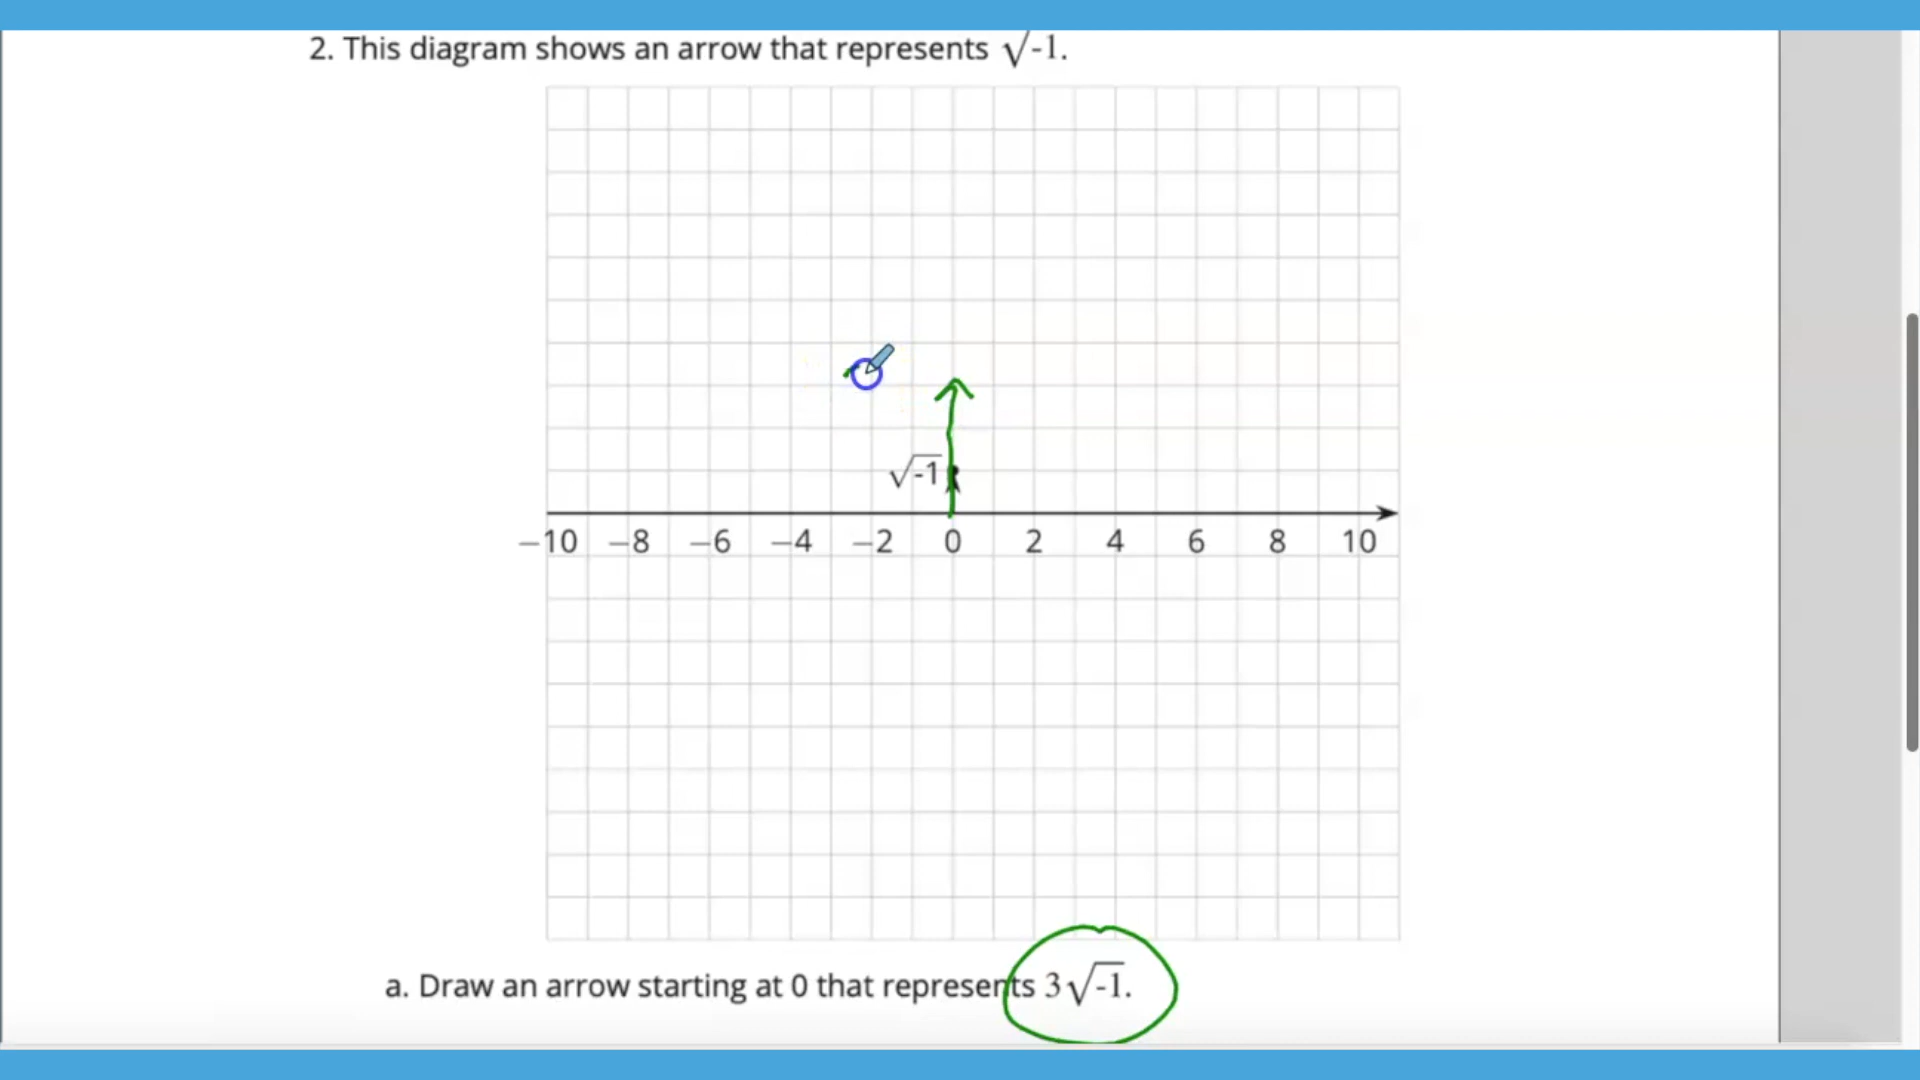 2. This diagram shows an arrow that represents √-1.
√-1
−10 −8 −6 −4 −2 0 2 4 6 8 10
a. Draw an arrow starting at 0 that represents 3√-1.